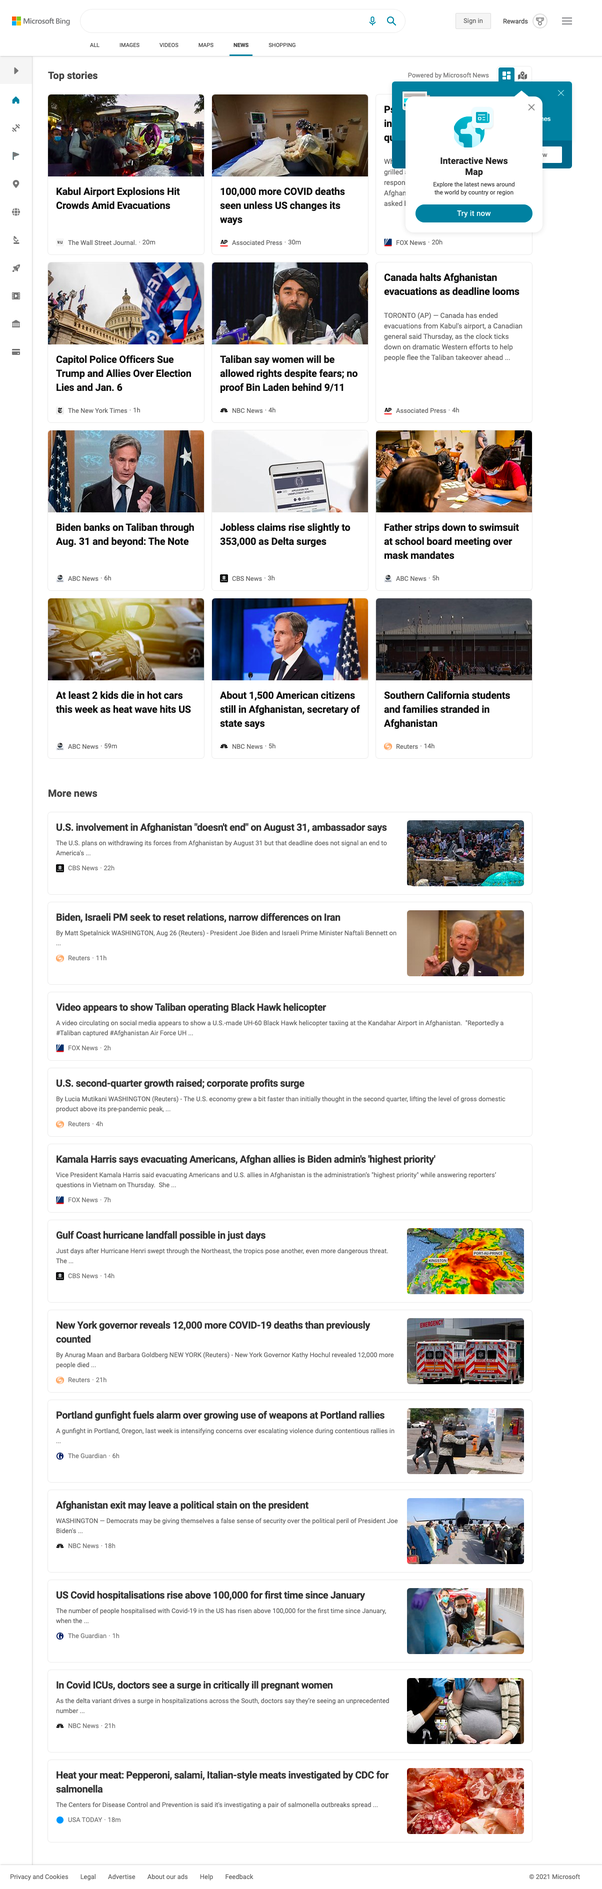 Microsoft Bing
Sign in
Rewards
ALL
IMAGES
VIDEOS
MAPS
NEWS
SHOPPING
Top stories
Powered by Microsoft News
Interactive News
Map
Explore the latest news around
the world by country or region
Try it now
Kabul Airport Explosions Hit
Crowds Amid Evacuations
The Wall Street Journal. · 20m
100,000 more COVID deaths
seen unless US changes its
ways
AP Associated Press · 30m
FOX News · 20h
Capitol Police Officers Sue
Trump and Allies Over Election
Lies and Jan. 6
The New York Times · 1h
Taliban say women will be
allowed rights despite fears; no
proof Bin Laden behind 9/11
NBC News · 4h
Canada halts Afghanistan
evacuations as deadline looms
TORONTO (AP) — Canada has ended
evacuations from Kabul's airport, a Canadian
general said Thursday, as the clock ticks
down on dramatic Western efforts to help
people flee the Taliban takeover ahead ...
AP Associated Press · 4h
Biden banks on Taliban through
Aug. 31 and beyond: The Note
ABC News · 6h
Jobless claims rise slightly to
353,000 as Delta surges
CBS News · 3h
Father strips down to swimsuit
at school board meeting over
mask mandates
ABC News · 5h
At least 2 kids die in hot cars
this week as heat wave hits US
ABC News · 59m
About 1,500 American citizens
still in Afghanistan, secretary of
state says
NBC News · 5h
Southern California students
and families stranded in
Afghanistan
Reuters · 14h
More news
U.S. involvement in Afghanistan "doesn't end" on August 31, ambassador says
The U.S. plans on withdrawing its forces from Afghanistan by August 31 but that deadline does not signal an end to
America's ...
CBS News · 22h
Biden, Israeli PM seek to reset relations, narrow differences on Iran
By Matt Spetalnick WASHINGTON, Aug 26 (Reuters) - President Joe Biden and Israeli Prime Minister Naftali Bennett on
...
Reuters · 11h
Video appears to show Taliban operating Black Hawk helicopter
A video circulating on social media appears to show a U.S.-made UH-60 Black Hawk helicopter taxiing at the Kandahar Airport in Afghanistan. "Reportedly a
#Taliban captured #Afghanistan Air Force UH ...
FOX News · 2h
U.S. second-quarter growth raised; corporate profits surge
By Lucia Mutikani WASHINGTON (Reuters) - The U.S. economy grew a bit faster than initially thought in the second quarter, lifting the level of gross domestic
product above its pre-pandemic peak, ...
Reuters · 4h
Kamala Harris says evacuating Americans, Afghan allies is Biden admin's 'highest priority'
Vice President Kamala Harris said evacuating Americans and U.S. allies in Afghanistan is the administration's "highest priority" while answering reporters'
questions in Vietnam on Thursday. She ...
FOX News · 7h
Gulf Coast hurricane landfall possible in just days
Just days after Hurricane Henri swept through the Northeast, the tropics pose another, even more dangerous threat.
The ...
CBS News · 14h
KINGSTON
PORT-AU-PRINCE
New York governor reveals 12,000 more COVID-19 deaths than previously
counted
By Anurag Maan and Barbara Goldberg NEW YORK (Reuters) - New York Governor Kathy Hochul revealed 12,000 more
people died ...
Reuters · 21h
EMERGENCY
Portland gunfight fuels alarm over growing use of weapons at Portland rallies
A gunfight in Portland, Oregon, last week is intensifying concerns over escalating violence during contentious rallies in
...
The Guardian · 6h
Afghanistan exit may leave a political stain on the president
WASHINGTON — Democrats may be giving themselves a false sense of security over the political peril of President Joe
Biden's ...
NBC News · 18h
US Covid hospitalisations rise above 100,000 for first time since January
The number of people hospitalised with Covid-19 in the US has risen above 100,000 for the first time since January,
when the ...
The Guardian · 1h
In Covid ICUs, doctors see a surge in critically ill pregnant women
As the delta variant drives a surge in hospitalizations across the South, doctors say they're seeing an unprecedented
number ...
NBC News · 21h
Heat your meat: Pepperoni, salami, Italian-style meats investigated by CDC for
salmonella
The Centers for Disease Control and Prevention is said it's investigating a pair of salmonella outbreaks spread ...
USA TODAY · 18m
Privacy and Cookies
Legal
Advertise
About our ads
Help
Feedback
© 2021 Microsoft